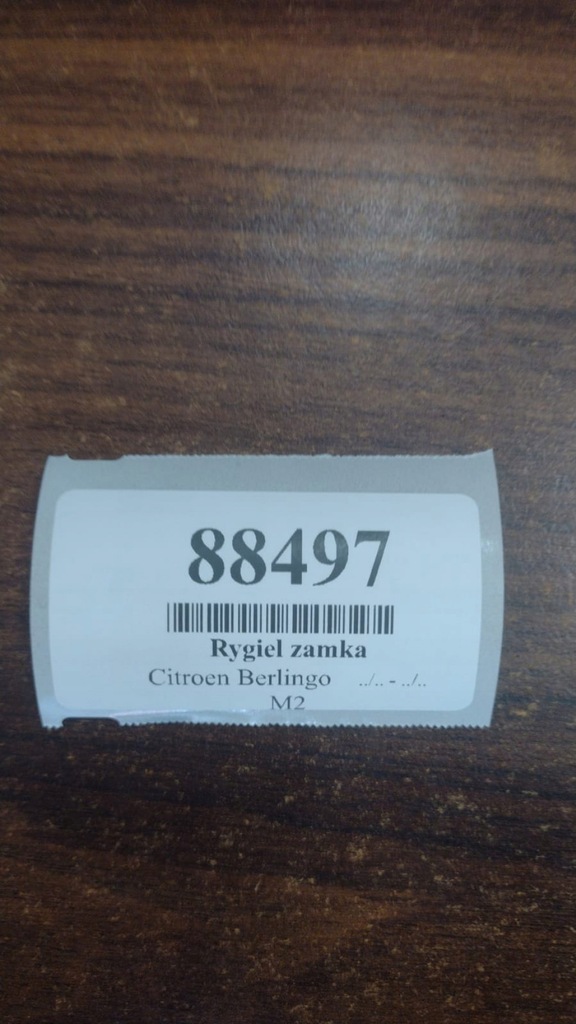 88497
Rygiel zamka
Citroen Berlingo ../.. - ../..
M2